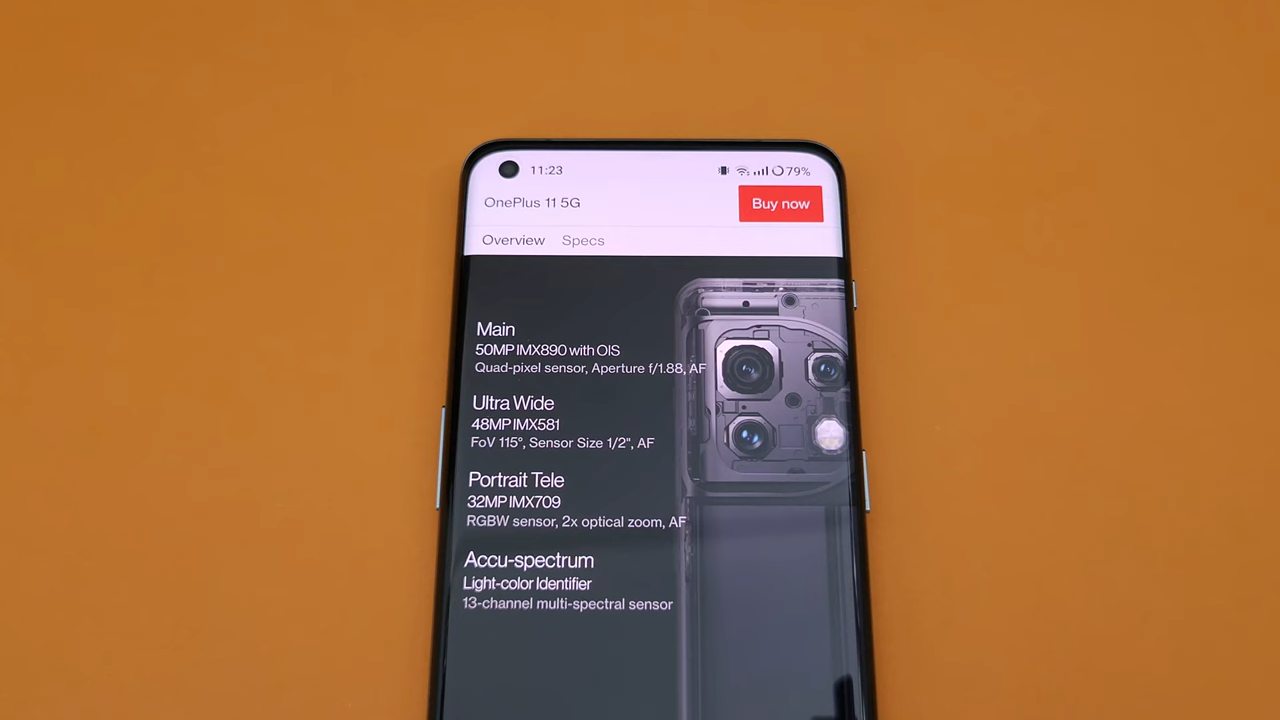 11:23
79%
OnePlus 11 5G
Buy now
Overview Specs
Main
50MP IMX890 with OIS
Quad-pixel sensor, Aperture f/1.88, AF
Ultra Wide
48MP IMX581
FoV 115°, Sensor Size 1/2", AF
Portrait Tele
32MP IMX709
RGBW sensor, 2x optical zoom, AF
Accu-spectrum
Light-color Identifier
13-channel multi-spectral sensor